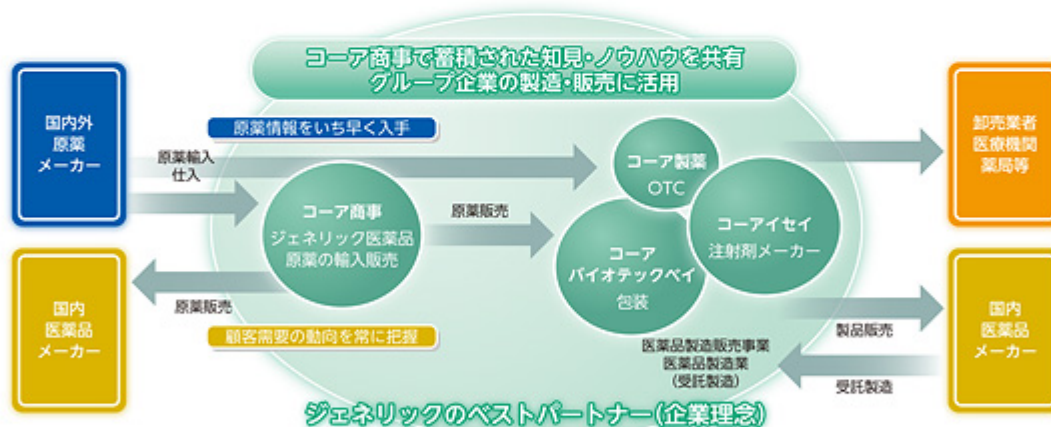 コーア商事で蓄積された知見・ノウハウを共有
グループ企業の製造・販売に活用
国内外
原薬
メーカー
原薬情報をいち早く入手
原薬輸入
仕入
コーア商事
ジェネリック医薬品
原薬の輸入販売
原薬販売
コーア製薬
OTC
コーアイセイ
注射剤メーカー
コーア
バイオテックベイ
包装
卸売業者
医療機関
薬局等
国内
医薬品
メーカー
原薬販売
顧客需要の動向を常に把握
医薬品製造販売事業
医薬品製造業
（受託製造）
製品販売
受託製造
国内
医薬品
メーカー
ジェネリックのベストパートナー（企業理念）